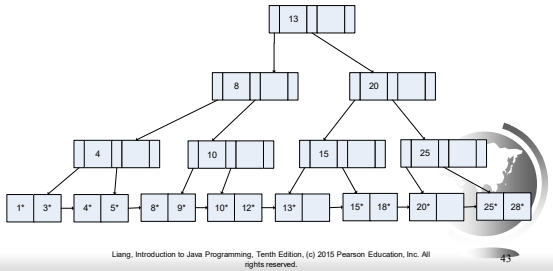 13
8 20
4 10 15 25
1* 3* 4* 5* 8* 9* 10* 12* 13* 15* 18* 20* 25* 28*
Liang, Introduction to Java Programming, Tenth Edition, (c) 2015 Pearson Education, Inc. All
rights reserved.
43